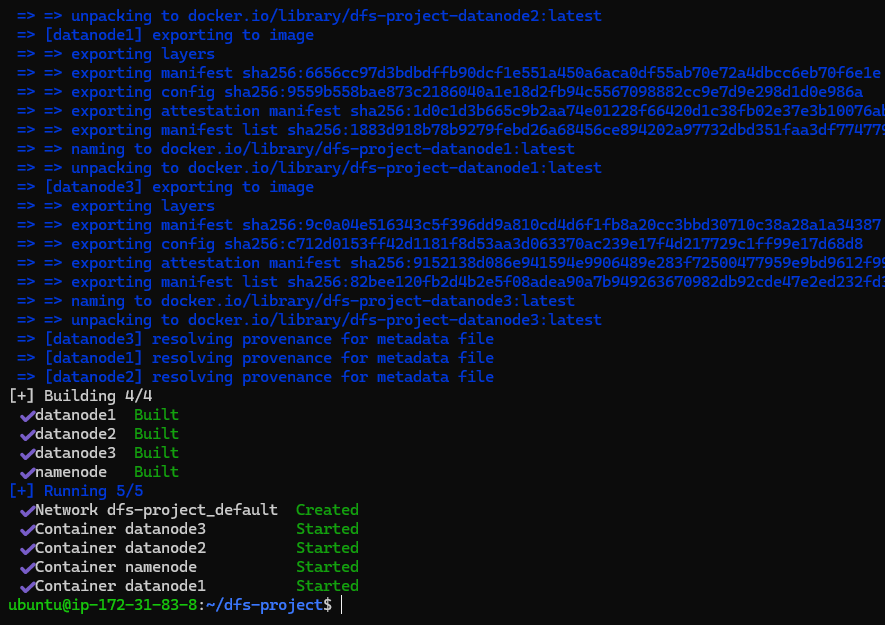 => => unpacking to docker.io/library/dfs-project-datanode2:latest
=> [datanode1] exporting to image
=> => exporting layers
=> => exporting manifest sha256:6656cc97d3bdbdffb90dcf1e551a450a6aca0df55ab70e72a4dbcc6eb70f6e1e
=> => exporting config sha256:9559b558bae873c2186040a1e18d2fb94c5567098882cc9e7d9e298d1d0e986a
=> => exporting attestation manifest sha256:1d0c1d3b665c9b2aa74e01228f66420d1c38fb02e37e3b10076ab
=> => exporting manifest list sha256:1883d918b78b9279febd26a68456ce894202a97732dbd351faa3df774779
=> => naming to docker.io/library/dfs-project-datanode1:latest
=> => unpacking to docker.io/library/dfs-project-datanode1:latest
=> [datanode3] exporting to image
=> => exporting layers
=> => exporting manifest sha256:9c0a04e516343c5f396dd9a810cd4d6f1fb8a20cc3bbd30710c38a28a1a34387
=> => exporting config sha256:c712d0153ff42d1181f8d53aa3d063370ac239e17f4d217729c1ff99e17d68d8
=> => exporting attestation manifest sha256:9152138d086e941594e9906489e283f72500477959e9bd9612f99
=> => exporting manifest list sha256:82bee120fb2d4b2e5f08adea90a7b949263670982db92cde47e2ed232fd3
=> => naming to docker.io/library/dfs-project-datanode3:latest
=> => unpacking to docker.io/library/dfs-project-datanode3:latest
=> [datanode3] resolving provenance for metadata file
=> [datanode1] resolving provenance for metadata file
=> [datanode2] resolving provenance for metadata file
[+] Building 4/4
✔datanode1 Built
✔datanode2 Built
✔datanode3 Built
✔namenode Built
[+] Running 5/5
✔Network dfs-project_default Created
✔Container datanode3 Started
✔Container datanode2 Started
✔Container namenode Started
✔Container datanode1 Started
ubuntu@ip-172-31-83-8:~/dfs-project$